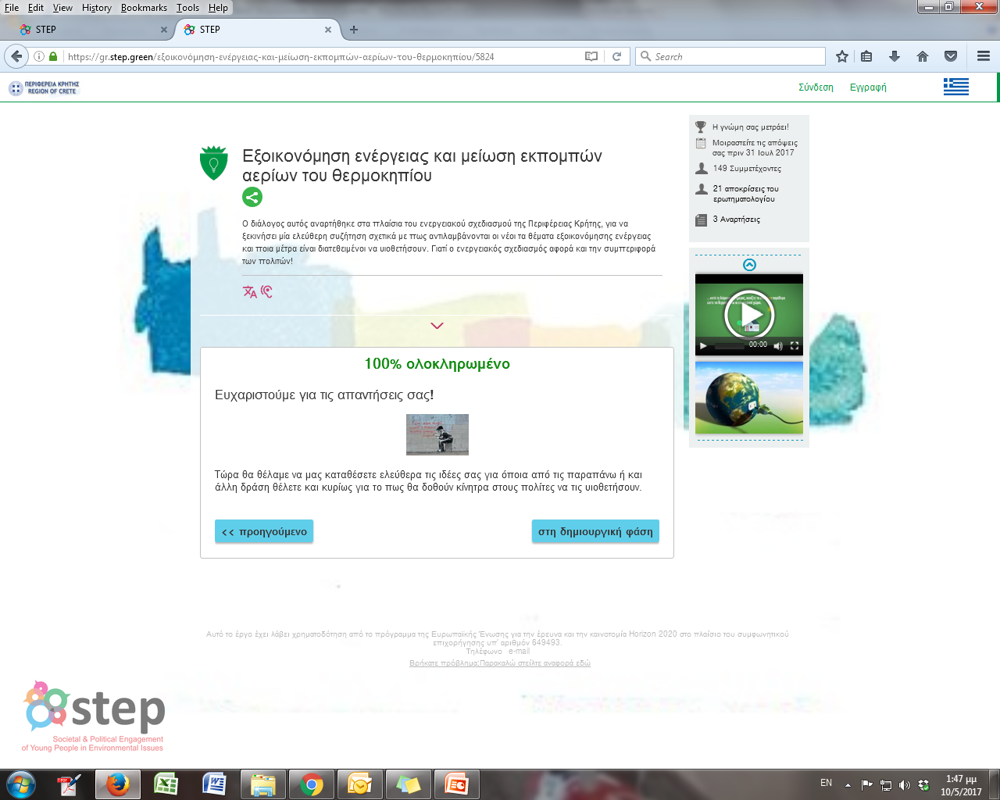 File Edit View History Bookmarks Tools Help
STEP
STEP
https://gr.step.green/εξοικονόμηση-ενέργειας-και-μείωση-εκπομπών-αερίων-του-θερμοκηπίου/5824
Search
ΠΕΡΙΦΕΡΕΙΑ ΚΡΗΤΗΣ
REGION OF CRETE
Σύνδεση Εγγραφή
Εξοικονόμηση ενέργειας και μείωση εκπομπών
αερίων του θερμοκηπίου
Ο διάλογος αυτός αναρτήθηκε στα πλαίσια του ενεργειακού σχεδιασμού της Περιφέρειας Κρήτης, για να
ξεκινήσει μία ελεύθερη συζήτηση σχετικά με πως αντιλαμβάνονται οι νέοι τα θέματα εξοικονόμησης ενέργειας
και ποια μέτρα είναι διατεθειμένοι να υιοθετήσουν. Γιατί ο ενεργειακός σχεδιασμός αφορά και την συμπεριφορά
των πολιτών!
100% ολοκληρωμένο
Ευχαριστούμε για τις απαντήσεις σας!
Τώρα θα θέλαμε να μας καταθέσετε ελεύθερα τις ιδέες σας για όποια από τις παραπάνω ή και
άλλη δράση θέλετε και κυρίως για το πως θα δοθούν κίνητρα στους πολίτες να τις υιοθετήσουν.
<< προηγούμενο
στη δημιουργική φάση
Η γνώμη σας μετράει!
Μοιραστείτε τις απόψεις
σας πριν 31 Ιουλ 2017
149 Συμμετέχοντες
21 αποκρίσεις του
ερωτηματολογίου
3 Αναρτήσεις
00:00
Αυτό το έργο έχει λάβει χρηματοδότηση από το πρόγραμμα της Ευρωπαϊκής Ένωσης για την έρευνα και την καινοτομία Horizon 2020 στο πλαίσιο του συμφωνητικού
επιχορήγησης υπ' αριθμόν 649493.
Τηλέφωνο e-mail
Βρήκατε πρόβλημα;Παρακαλώ στείλτε αναφορά εδώ
step
Societal & Political Engagement
of Young People in Environmental Issues
EN
1:47 μμ
10/5/2017